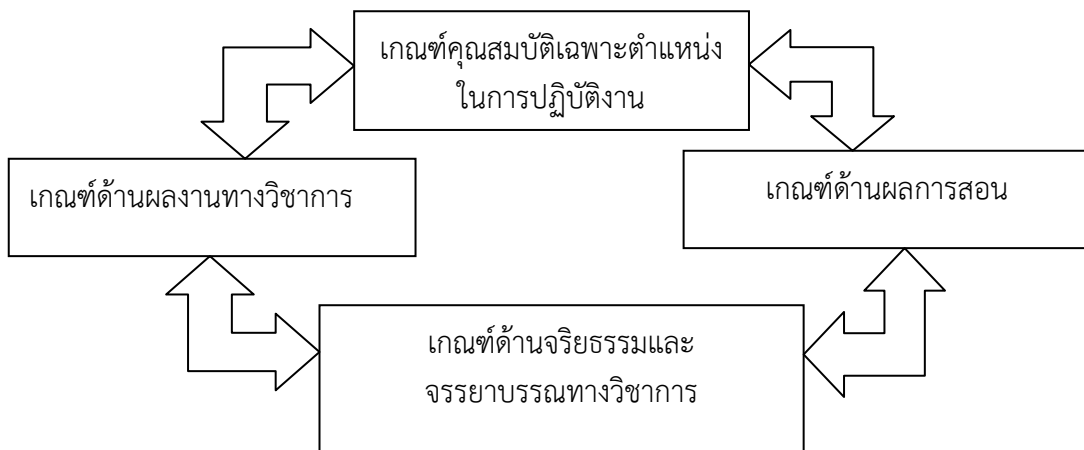 เกณฑ์คุณสมบัติเฉพาะตำแหน่ง
ในการปฏิบัติงาน
เกณฑ์ด้านผลงานทางวิชาการ
เกณฑ์ด้านผลการสอน
เกณฑ์ด้านจริยธรรมและ
จรรยาบรรณทางวิชาการ